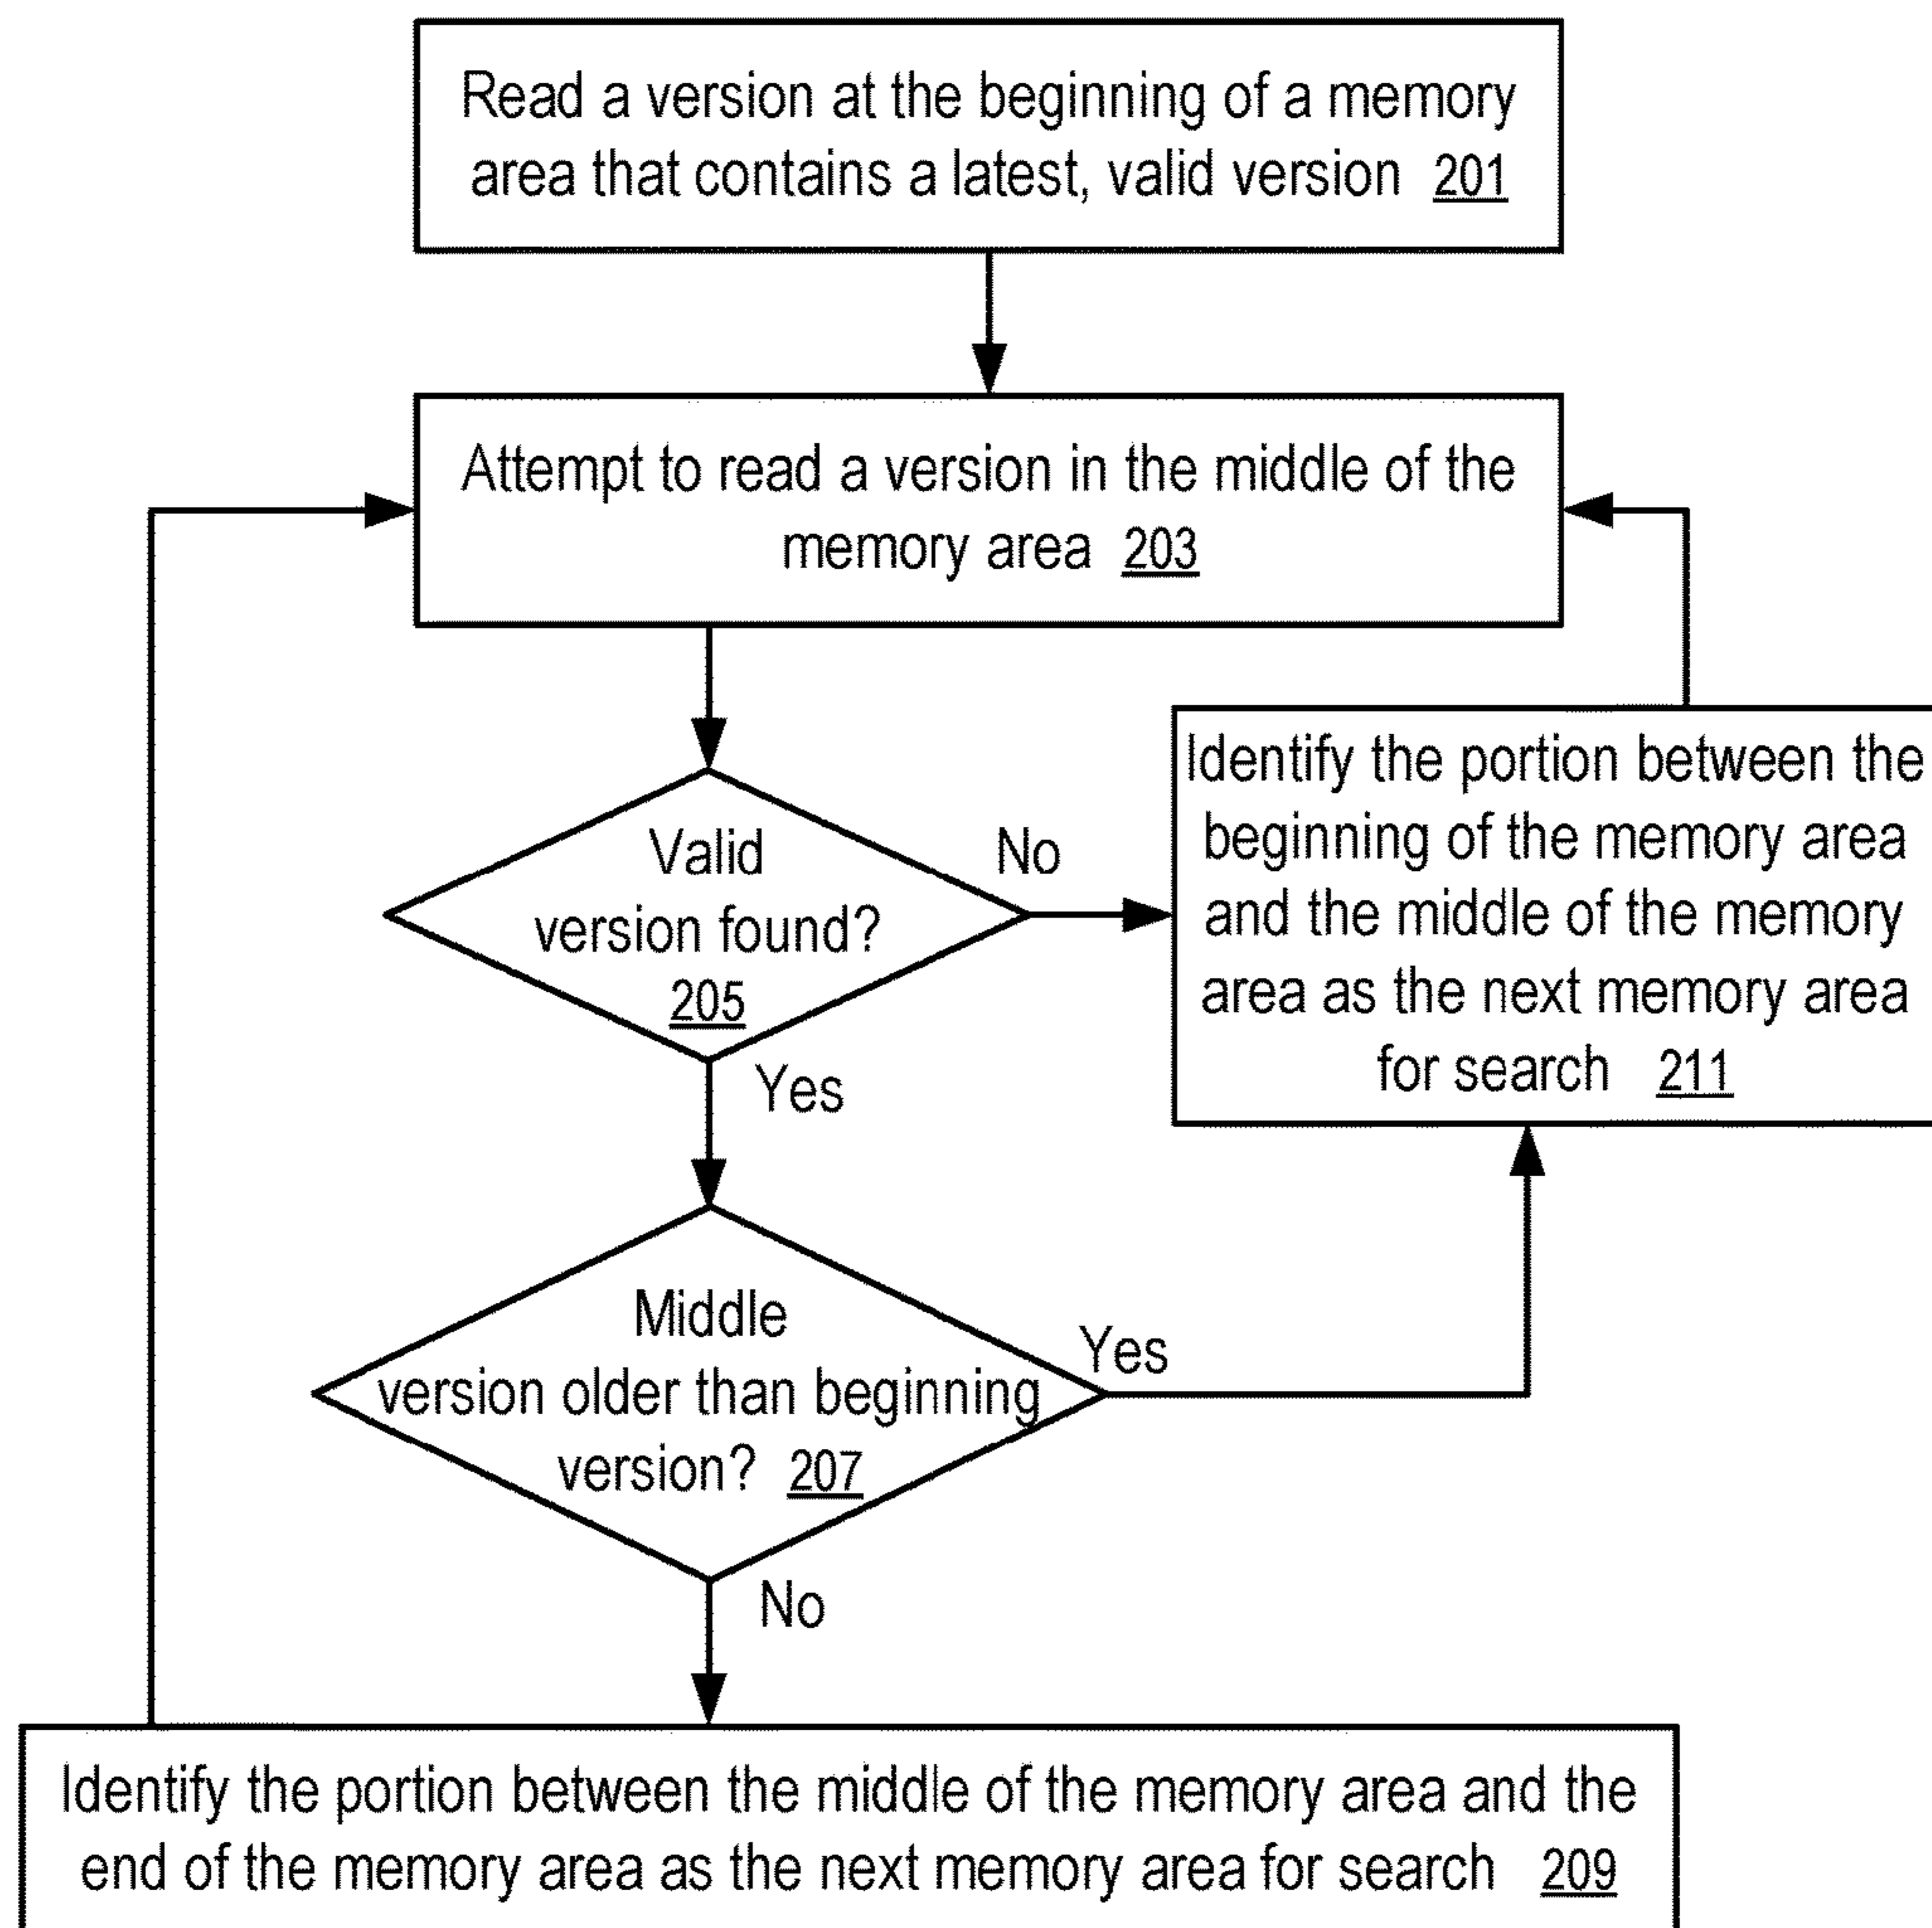 Read a version at the beginning of a memory
area that contains a latest, valid version 201
Attempt to read a version in the middle of the
memory area 203
Valid
version found?
205
No
Yes
Identify the portion between the
beginning of the memory area
and the middle of the memory
area as the next memory area
for search 211
Middle
version older than beginning
version? 207
Yes
No
Identify the portion between the middle of the memory area and the
end of the memory area as the next memory area for search 209